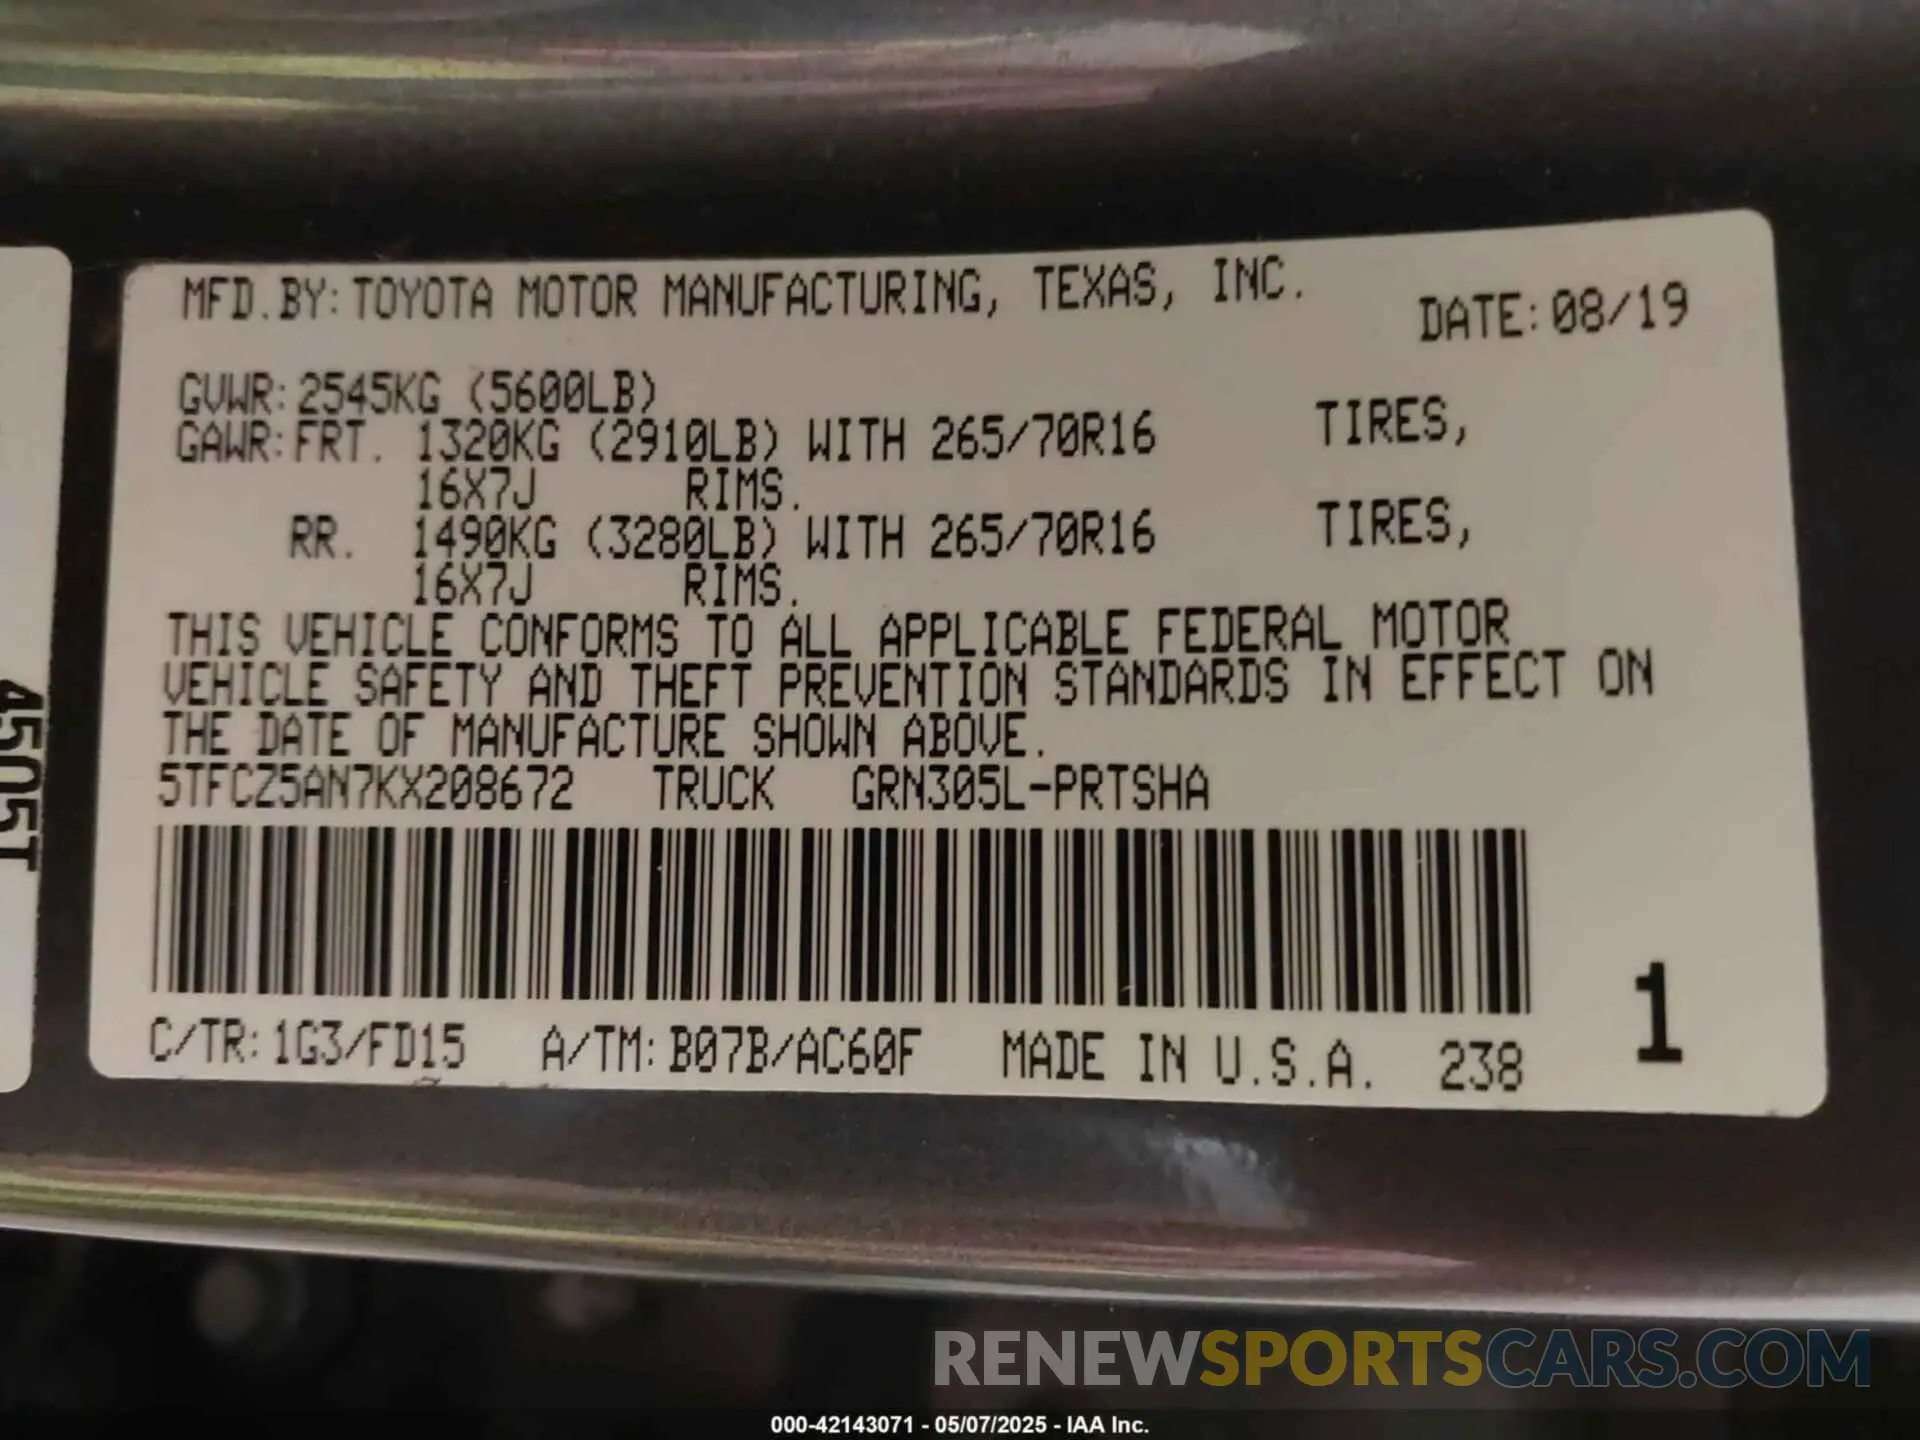 MFD.BY:TOYOTA MOTOR MANUFACTURING, TEXAS, INC. DATE:08/19
GVWR:2545KG (5600LB)
GAWR:FRT. 1320KG (2910LB) WITH 265/70R16 TIRES,
16X7J RIMS.
RR. 1490KG (3280LB) WITH 265/70R16 TIRES,
16X7J RIMS.
THIS VEHICLE CONFORMS TO ALL APPLICABLE FEDERAL MOTOR
VEHICLE SAFETY AND THEFT PREVENTION STANDARDS IN EFFECT ON
THE DATE OF MANUFACTURE SHOWN ABOVE.
5TFCZ5AN7KX208672 TRUCK GRN305L-PRTSHA
C/TR:1G3/FD15 A/TM:B07B/AC60F MADE IN U.S.A. 238
1
4505T
RENEWSPORTSCARS.COM
000-42143071 - 05/07/2025 - IAA Inc.